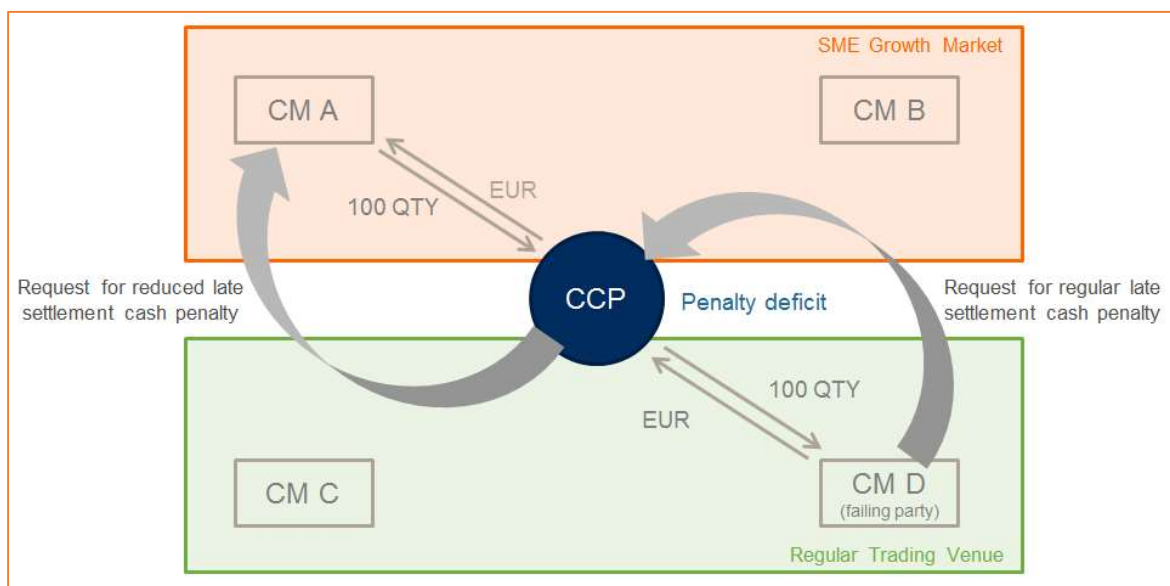 SME Growth Market
CM A
CM B
EUR
100 QTY
Request for reduced late
settlement cash penalty
CCP
Penalty deficit
Request for regular late
settlement cash penalty
100 QTY
EUR
CM C
CM D
(failing party)
Regular Trading Venue